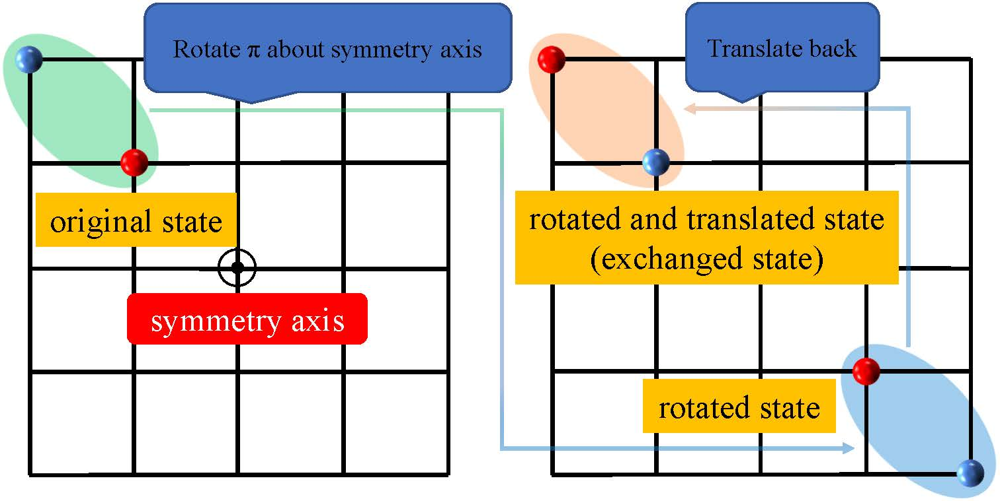 Rotate π about symmetry axis
Translate back
original state
rotated and translated state
(exchanged state)
symmetry axis
rotated state